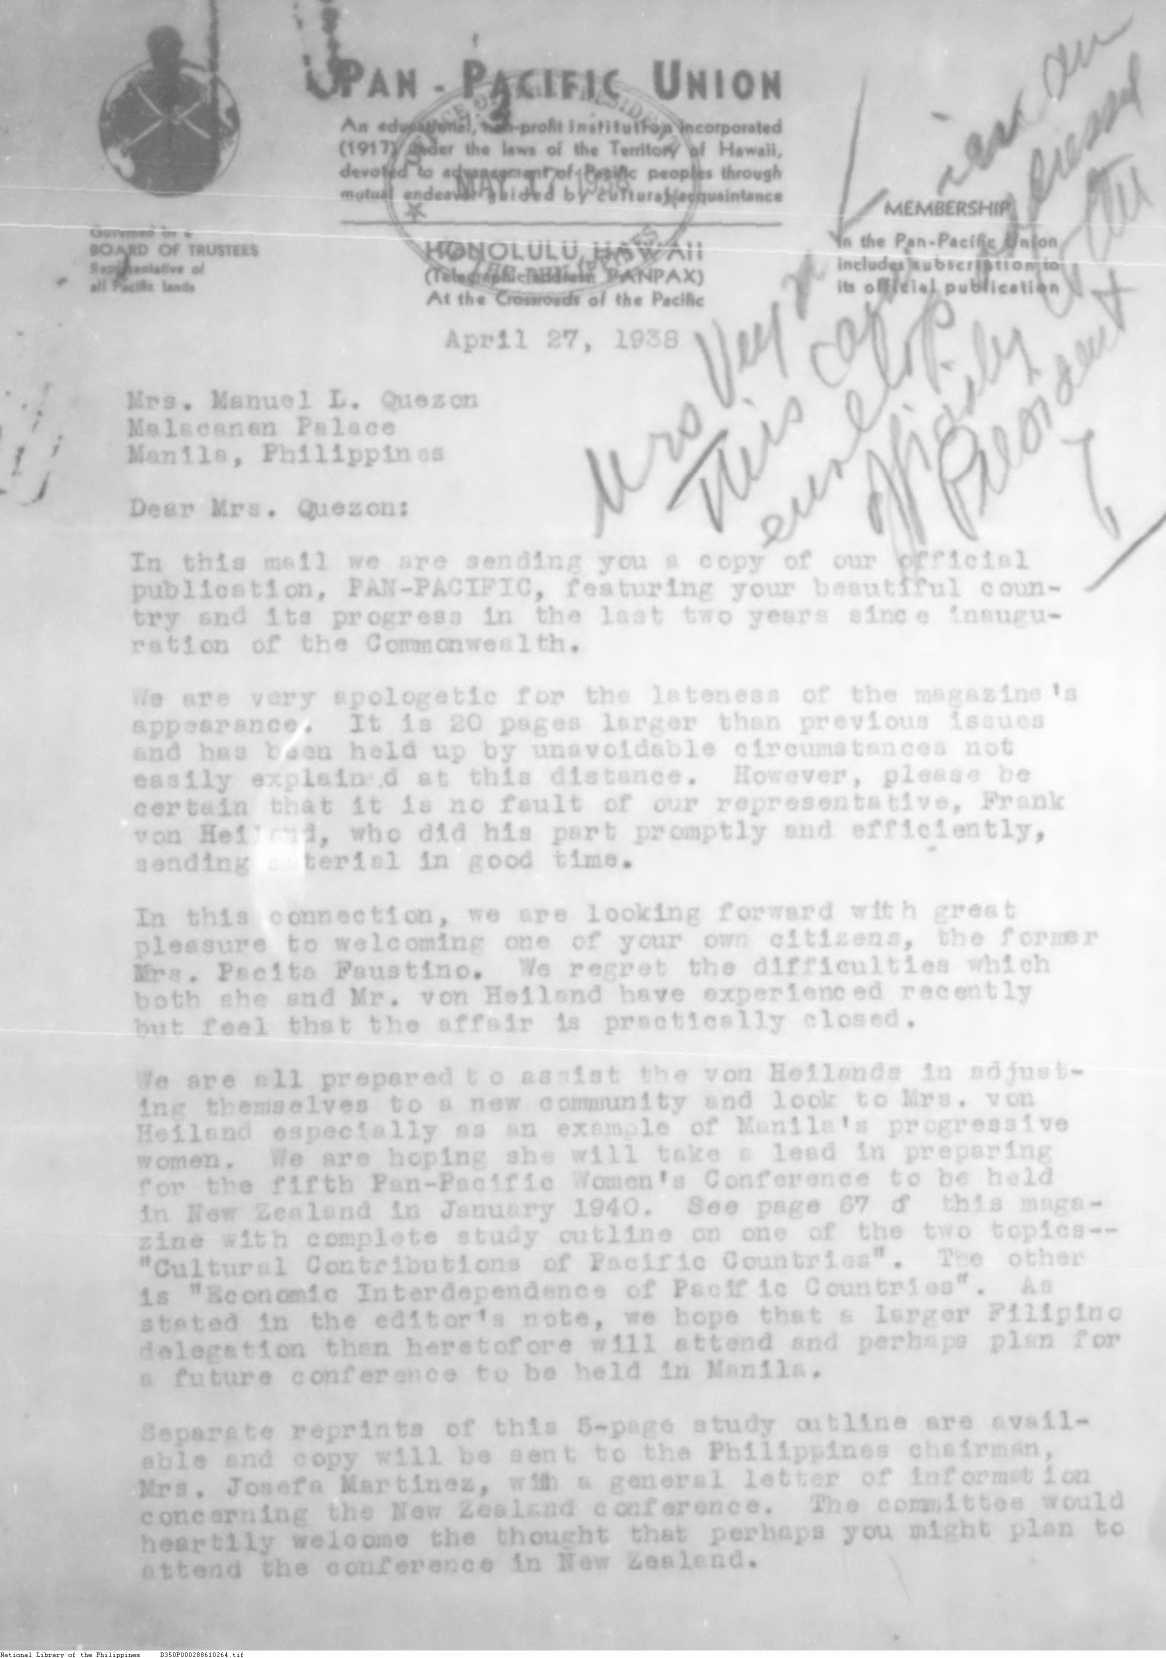 PAN-PACIFIC UNION
An educational, non-profit institution incorporated
(1917) under the laws of the Territory of Hawaii,
devoted to advancement of Pacific peoples through
mutual endeavor guided by cultural acquaintance
Governed by a
BOARD OF TRUSTEES
Representative of
all Pacific lands
HONOLULU, HAWAII
(Telegraphic Address PANPAX)
At the Crossroads of the Pacific
MEMBERSHIP
in the Pan-Pacific Union
includes subscription to
its official publication
April 27, 1938
Mrs. Manuel L. Quezon
Malacanan Palace
Manila, Philippines
Dear Mrs. Quezon:
In this mail we are sending you a copy of our official
publication, PAN-PACIFIC, featuring your beautiful coun-
try and its progress in the last two years since inaugu-
ration of the Commonwealth.
We are very apologetic for the lateness of the magazine's
appearance. It is 20 pages larger than previous issues
and has been held up by unavoidable circumstances not
easily explained at this distance. However, please be
certain that it is no fault of our representative, Frank
von Heiland, who did his part promptly and efficiently,
sending material in good time.
In this connection, we are looking forward with great
pleasure to welcoming one of your own citizens, the former
Mrs. Pacita Faustino. We regret the difficulties which
both she and Mr. von Heiland have experienced recently
but feel that the affair is practically closed.
We are all prepared to assist the von Heilands in adjust-
ing themselves to a new community and look to Mrs. von
Heiland especially as an example of Manila's progressive
women. We are hoping she will take a lead in preparing
for the fifth Pan-Pacific Women's Conference to be held
in New Zealand in January 1940. See page 67 of this maga-
zine with complete study outline on one of the two topics--
"Cultural Contributions of Pacific Countries". The other
is "Economic Interdependence of Pacific Countries". As
stated in the editor's note, we hope that a larger Filipino
delegation than heretofore will attend and perhaps plan for
a future conference to be held in Manila.
Separate reprints of this 5-page study outline are avail-
able and copy will be sent to the Philippines chairman,
Mrs. Josefa Martinez, with a general letter of information
concerning the New Zealand conference. The committee would
heartily welcome the thought that perhaps you might plan to
attend the conference in New Zealand.
Mrs
This
National Library of the Philippines D350P000288610264.tif